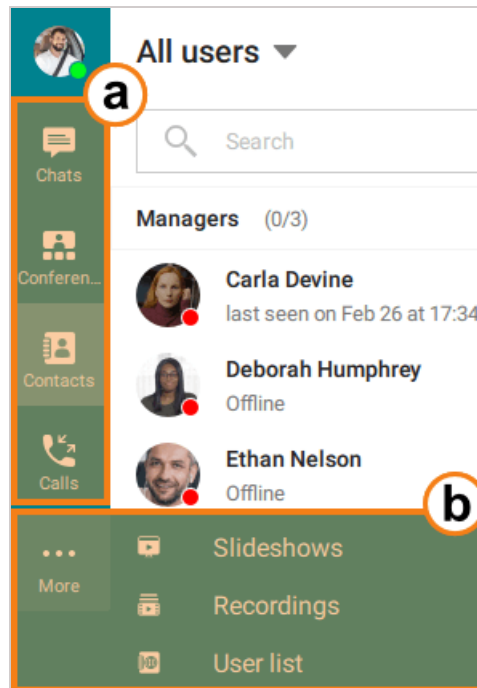 All users
a
Chats
Search
Managers (0/3)
Conferen...
Carla Devine
last seen on Feb 26 at 17:34
Contacts
Deborah Humphrey
Offline
Calls
Ethan Nelson
Offline
b
More
Slideshows
Recordings
User list